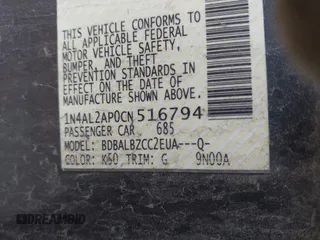 THIS VEHICLE CONFORMS TO
ALL APPLICABLE FEDERAL
MOTOR VEHICLE SAFETY,
BUMPER, AND THEFT
PREVENTION STANDARDS IN
EFFECT ON THE DATE OF
MANUFACTURE SHOWN ABOVE.
1N4AL2AP0CN516794
PASSENGER CAR 685
MODEL: BDBALBZCC2EUA---Q-
COLOR: K60 TRIM: G 9N00A
DREAMBID